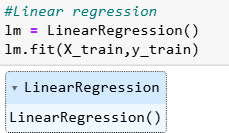 #Linear regression
lm = LinearRegression()
lm.fit(X_train,y_train)
▾ LinearRegression
LinearRegression()